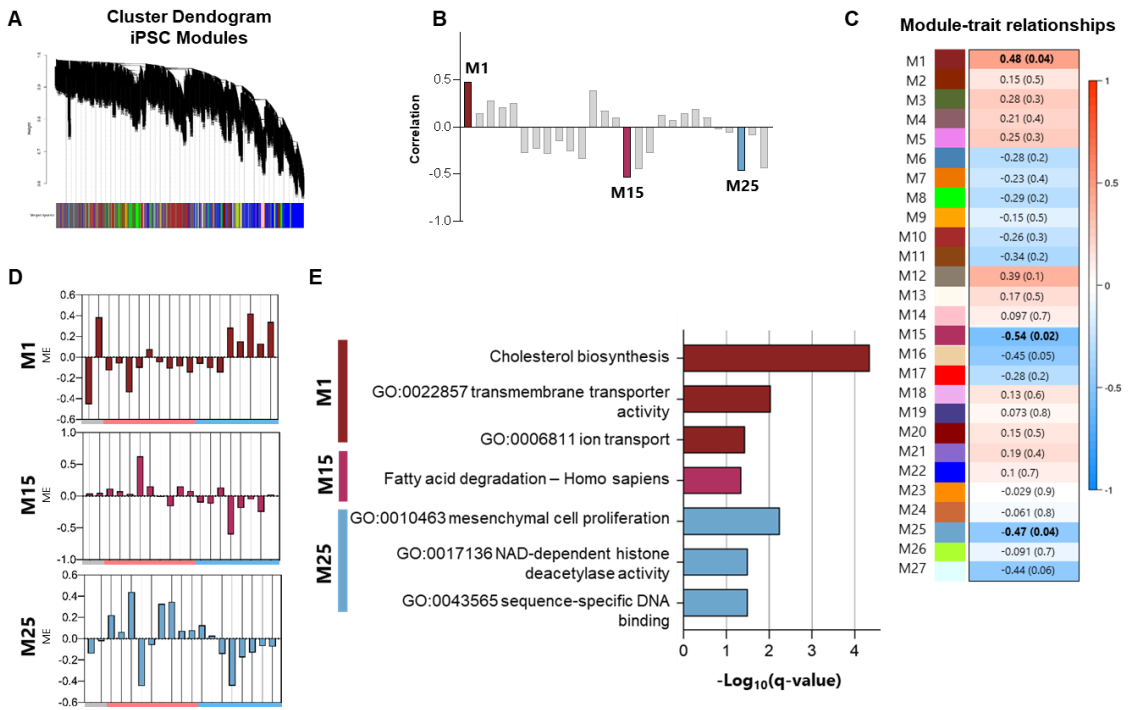 A
Cluster Dendogram
iPSC Modules
B
Correlation
0.5
0.0
-0.5
-1.0
M1
M15
M25
C
Module-trait relationships
M1 0.48 (0.04)
M2 0.15 (0.5)
M3 0.28 (0.3)
M4 0.21 (0.4)
M5 0.25 (0.3)
M6 -0.28 (0.2)
M7 -0.23 (0.4)
M8 -0.29 (0.2)
M9 -0.15 (0.5)
M10 -0.26 (0.3)
M11 -0.34 (0.2)
M12 0.39 (0.1)
M13 0.17 (0.5)
M14 0.097 (0.7)
M15 -0.54 (0.02)
M16 -0.45 (0.05)
M17 -0.28 (0.2)
M18 0.13 (0.6)
M19 0.073 (0.8)
M20 0.15 (0.5)
M21 0.19 (0.4)
M22 0.1 (0.7)
M23 -0.029 (0.9)
M24 -0.061 (0.8)
M25 -0.47 (0.04)
M26 -0.091 (0.7)
M27 -0.44 (0.06)
1
0.5
0
-0.5
-1
D
M1
ME
0.6
0.4
0.2
0.0
-0.2
-0.4
-0.6
M15
ME
1.0
0.5
0.0
-0.5
-1.0
M25
ME
0.6
0.4
0.2
0.0
-0.2
-0.4
-0.6
E
M1
Cholesterol biosynthesis
GO:0022857 transmembrane transporter
activity
GO:0006811 ion transport
M15
Fatty acid degradation – Homo sapiens
M25
GO:0010463 mesenchymal cell proliferation
GO:0017136 NAD-dependent histone
deacetylase activity
GO:0043565 sequence-specific DNA
binding
0 1 2 3 4
-Log10(q-value)